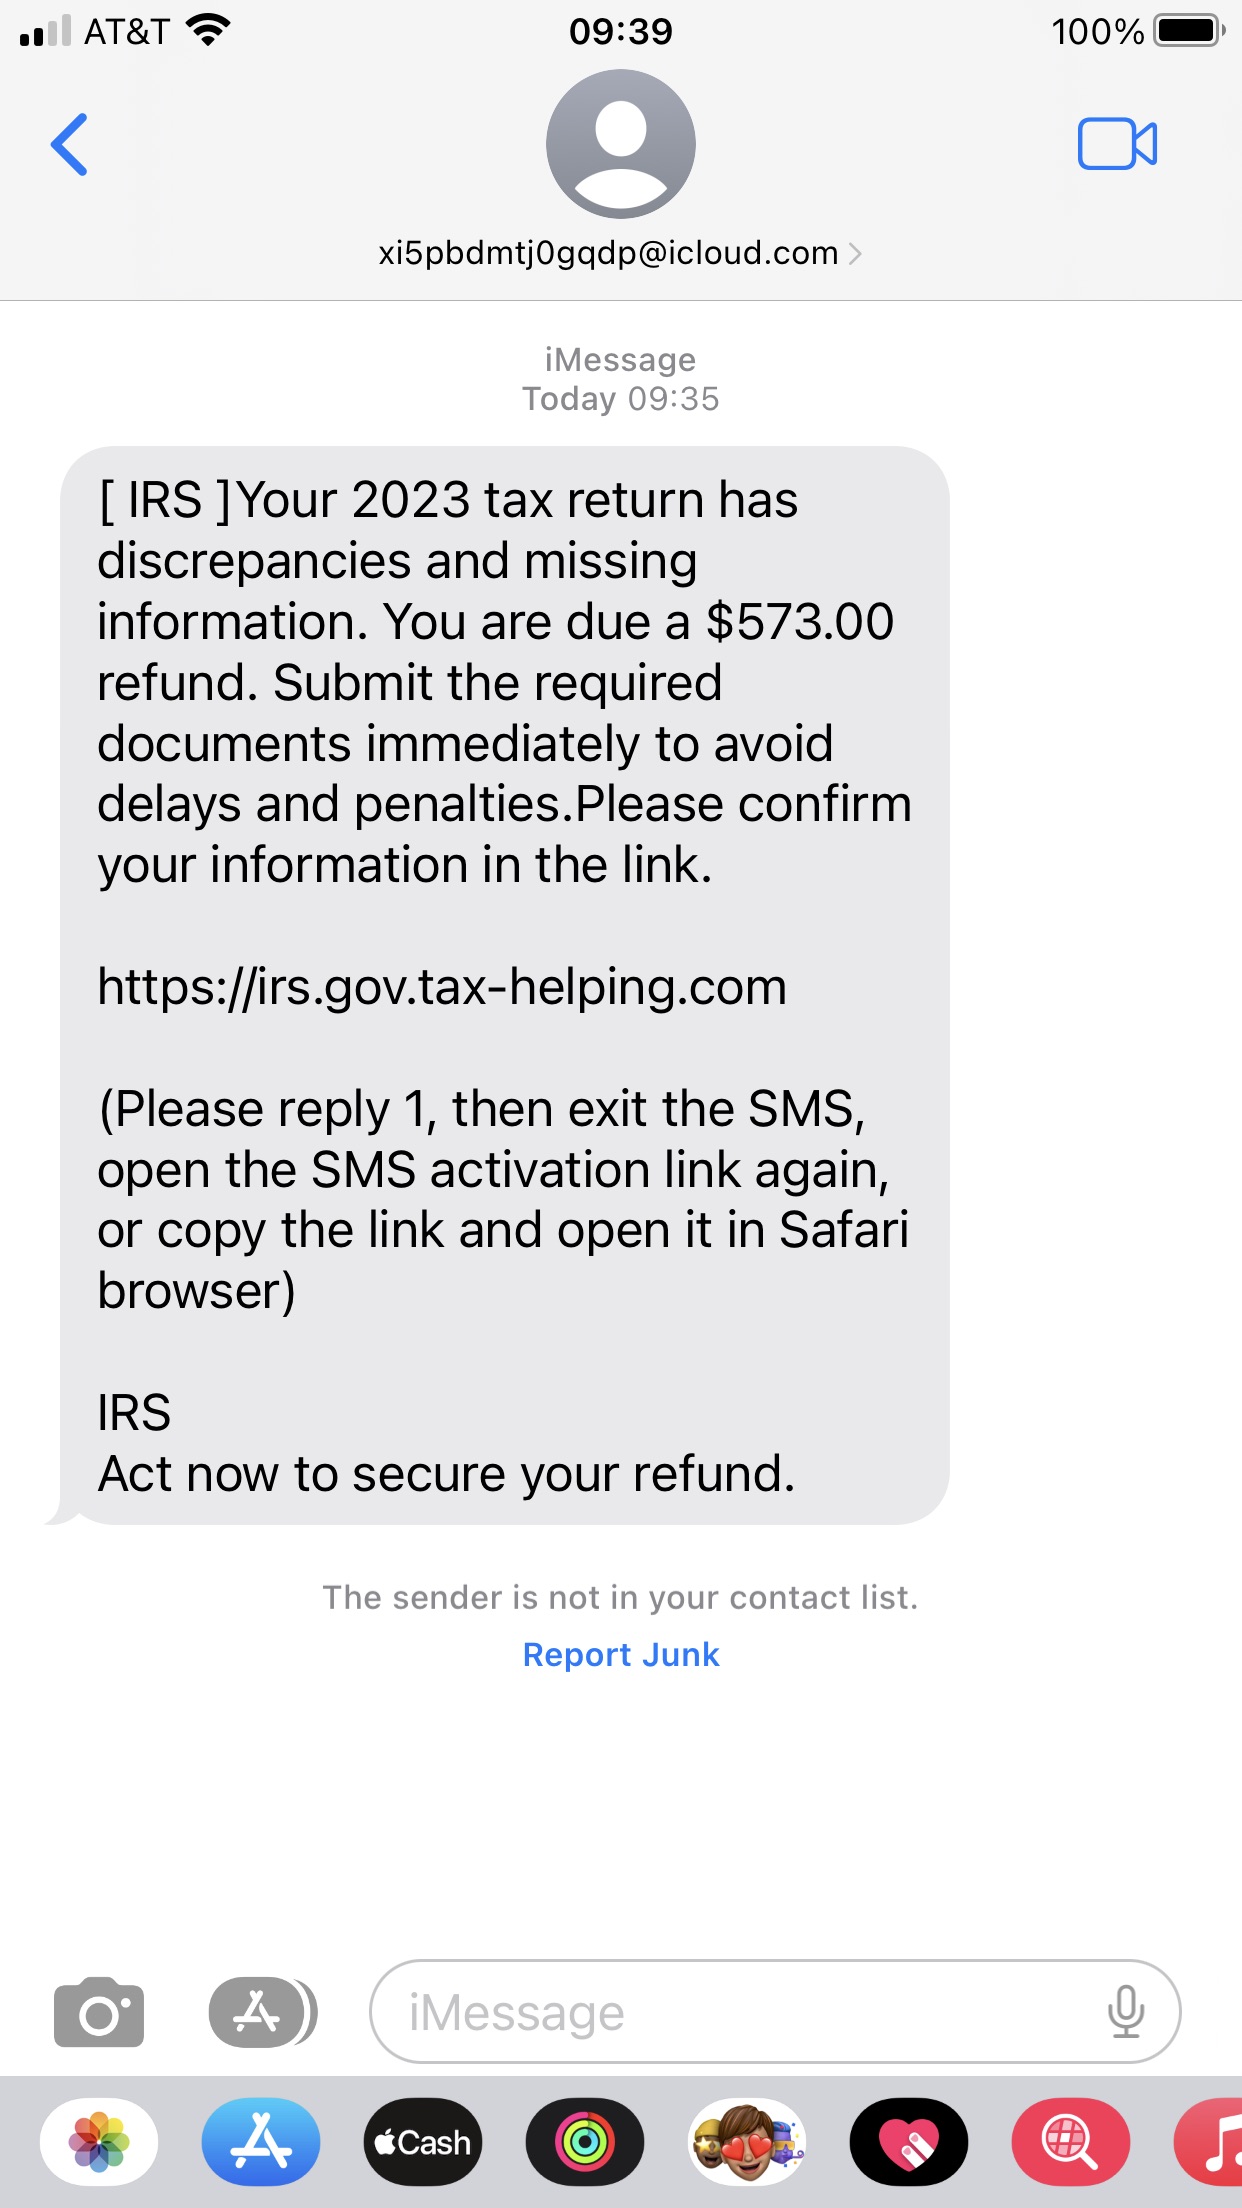 AT&T
09:39
100%
xi5pbdmtj0gqdp@icloud.com
iMessage
Today 09:35
[ IRS ]Your 2023 tax return has
discrepancies and missing
information. You are due a $573.00
refund. Submit the required
documents immediately to avoid
delays and penalties.Please confirm
your information in the link.
https://irs.gov.tax-helping.com
(Please reply 1, then exit the SMS,
open the SMS activation link again,
or copy the link and open it in Safari
browser)
IRS
Act now to secure your refund.
The sender is not in your contact list.
Report Junk
iMessage
Cash